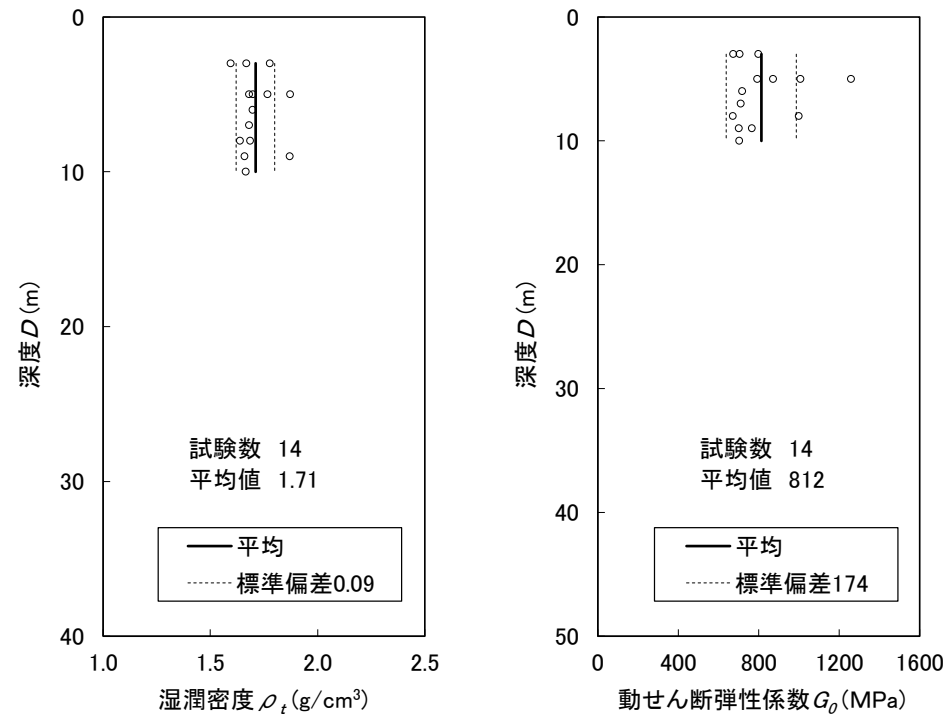 0
10
20
30
40
深度D(m)
試験数 14
平均値 1.71
平均
標準偏差0.09
1.0 1.5 2.0 2.5
湿潤密度ρt(g/cm³)
0
10
20
30
40
50
深度D(m)
試験数 14
平均値 812
平均
標準偏差174
0 400 800 1200 1600
動せん断弾性係数G0(MPa)